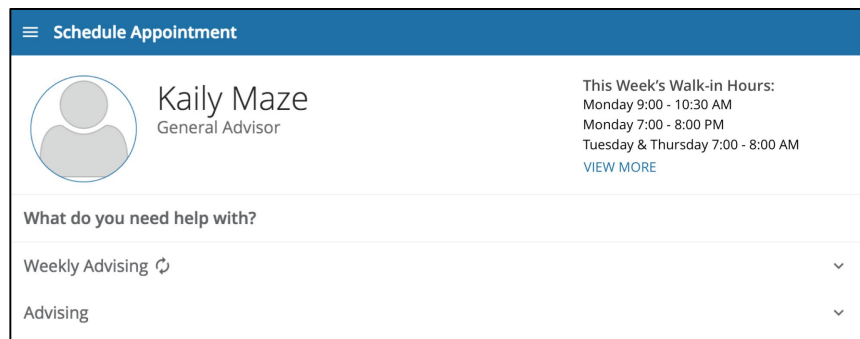 Schedule Appointment
Kaily Maze
General Advisor
This Week's Walk-in Hours:
Monday 9:00 - 10:30 AM
Monday 7:00 - 8:00 PM
Tuesday & Thursday 7:00 - 8:00 AM
VIEW MORE
What do you need help with?
Weekly Advising
Advising